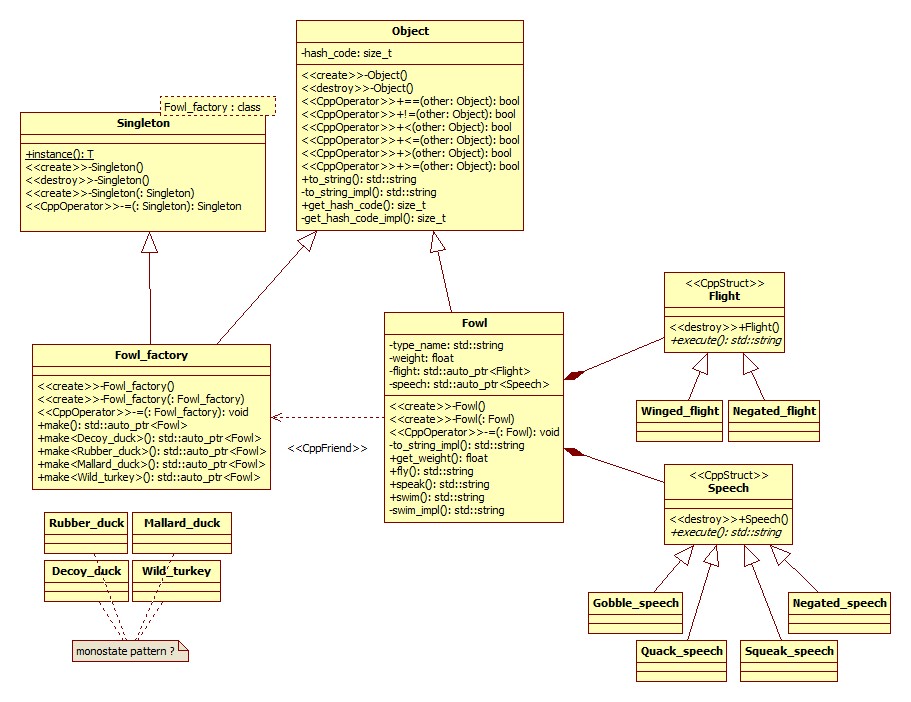 Object
-hash_code: size_t
<<create>>-Object()
<<destroy>>-Object()
<<CppOperator>>+==(other: Object): bool
<<CppOperator>>+!=(other: Object): bool
<<CppOperator>>+<(other: Object): bool
<<CppOperator>>+<=(other: Object): bool
<<CppOperator>>+>(other: Object): bool
<<CppOperator>>+>=(other: Object): bool
+to_string(): std::string
-to_string_impl(): std::string
+get_hash_code(): size_t
-get_hash_code_impl(): size_t
Fowl_factory : class
Singleton
+instance(): T
<<create>>-Singleton()
<<destroy>>-Singleton()
<<create>>-Singleton(: Singleton)
<<CppOperator>>-=(: Singleton): Singleton
Fowl_factory
<<create>>-Fowl_factory()
<<create>>-Fowl_factory(: Fowl_factory)
<<CppOperator>>-=(: Fowl_factory): void
+make(): std::auto_ptr<Fowl>
+make<Decoy_duck>(): std::auto_ptr<Fowl>
+make<Rubber_duck>(): std::auto_ptr<Fowl>
+make<Mallard_duck>(): std::auto_ptr<Fowl>
+make<Wild_turkey>(): std::auto_ptr<Fowl>
<<CppFriend>>
Fowl
-type_name: std::string
-weight: float
-flight: std::auto_ptr<Flight>
-speech: std::auto_ptr<Speech>
<<create>>-Fowl()
<<create>>-Fowl(: Fowl)
<<CppOperator>>-=(: Fowl): void
-to_string_impl(): std::string
+get_weight(): float
+fly(): std::string
+speak(): std::string
+swim(): std::string
-swim_impl(): std::string
<<CppStruct>>
Flight
<<destroy>>+Flight()
+execute(): std::string
Winged_flight
Negated_flight
<<CppStruct>>
Speech
<<destroy>>+Speech()
+execute(): std::string
Gobble_speech
Negated_speech
Quack_speech
Squeak_speech
Rubber_duck
Mallard_duck
Decoy_duck
Wild_turkey
monostate pattern ?